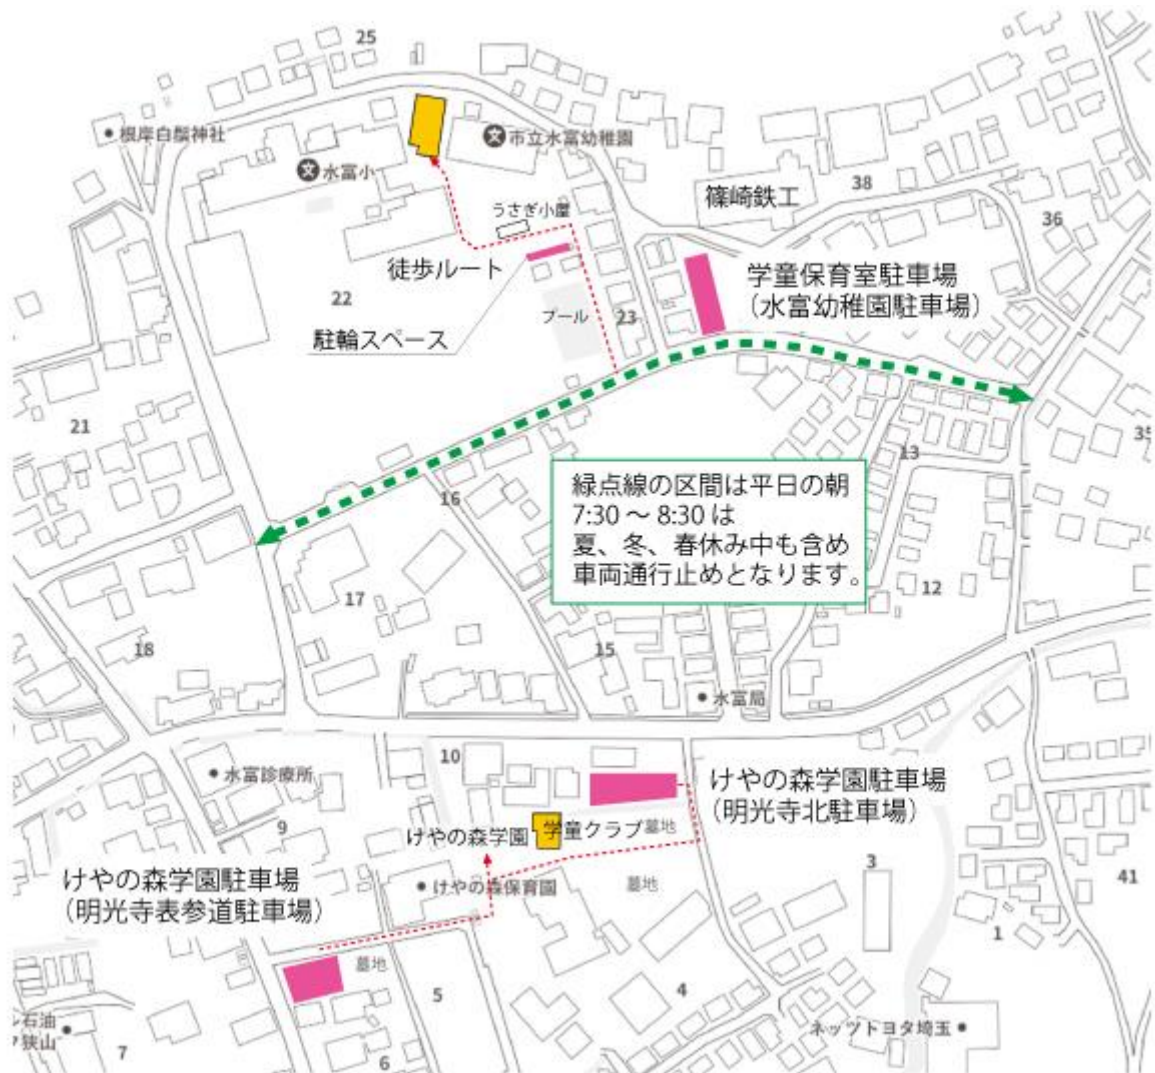 25
根岸白鬚神社
市立水富幼稚園
水富小
38
篠崎鉄工
36
うさぎ小屋
徒歩ルート
学童保育室駐車場
(水富幼稚園駐車場)
22
プール
23
駐輪スペース
21
35
13
16
緑点線の区間は平日の朝
7:30 ～ 8:30 は
夏、冬、春休み中も含め
車両通行止めとなります。
12
17
18
15
水富局
10
水富診療所
けやの森学園駐車場
(明光寺北駐車場)
9
けやの森学園
学童クラブ
墓地
3
けやの森学園駐車場
(明光寺表参道駐車場)
けやの森保育園
墓地
41
1
墓地
5
4
石油
狭山
7
6
ネッツトヨタ埼玉